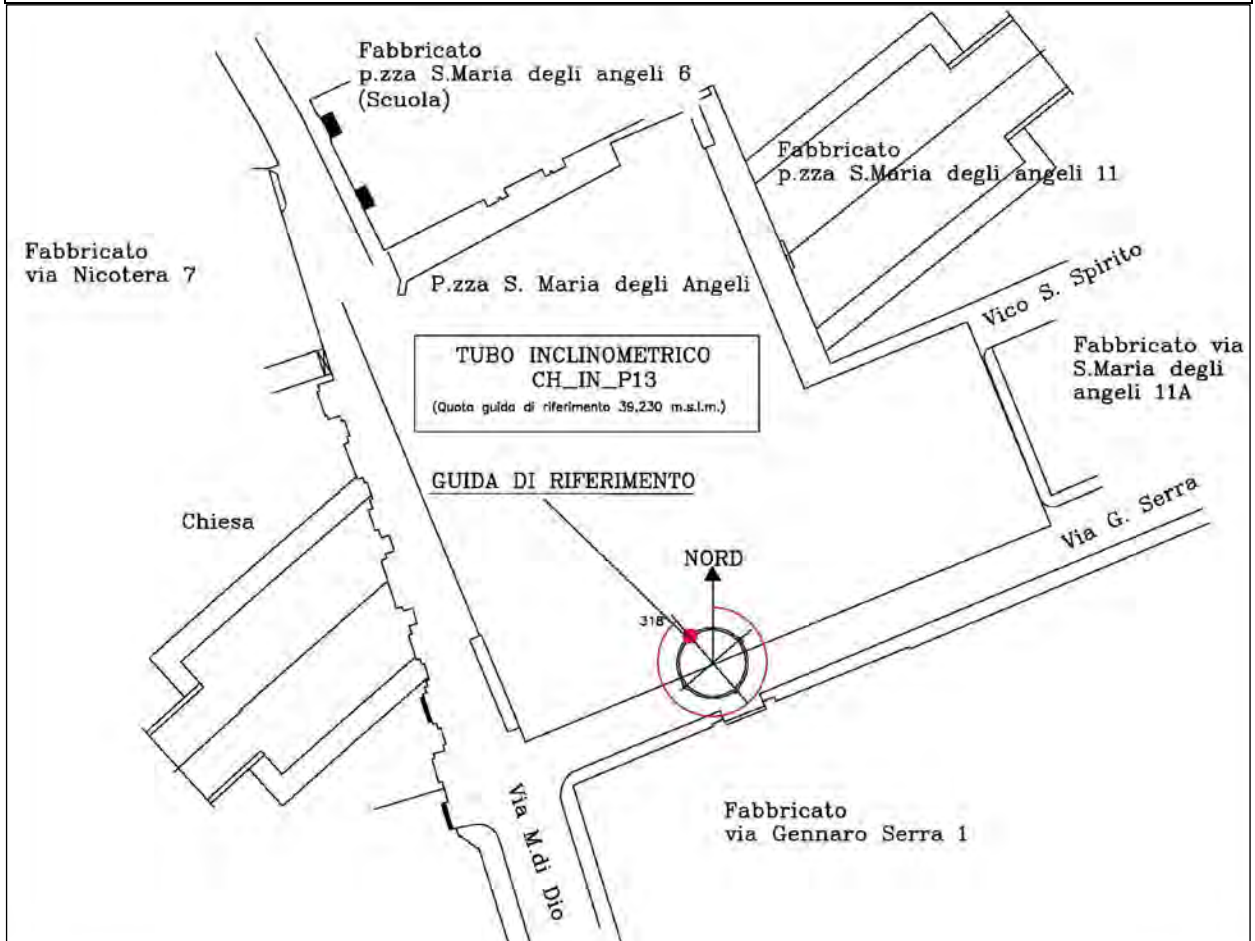 Fabbricato
p.zza S.Maria degli angeli 6
(Scuola)
Fabbricato
p.zza S.Maria degli angeli 11
Fabbricato
via Nicotera 7
P.zza S. Maria degli Angeli
Vico S. Spirito
Fabbricato via
S.Maria degli
angeli 11A
TUBO INCLINOMETRICO
CH_IN_P13
(Quota guida di riferimento 39,230 m.s.l.m.)
GUIDA DI RIFERIMENTO
Chiesa
Via G. Serra
NORD
318
Via M.di Dio
Fabbricato
via Gennaro Serra 1